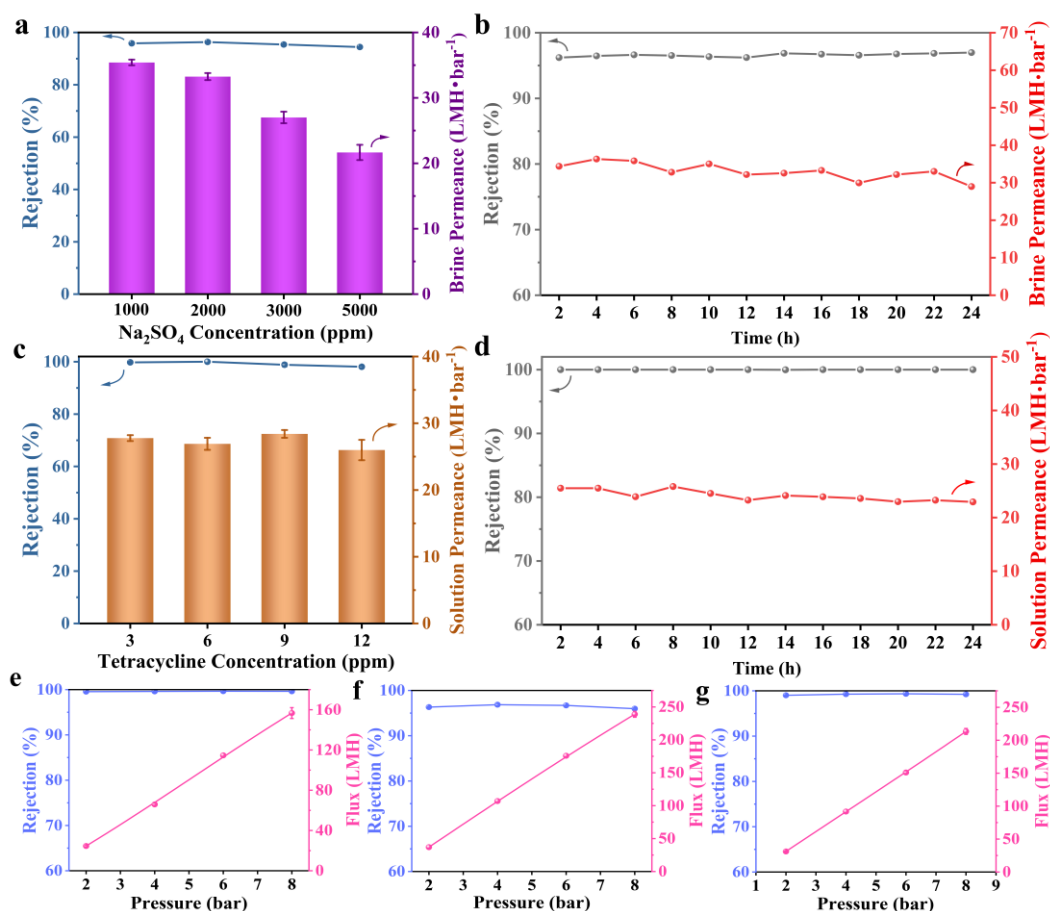 a
Rejection (%)
100
80
60
40
20
0
1000 2000 3000 5000
Na₂SO₄ Concentration (ppm)
40
30
20
10
0
Brine Permeance (LMH•bar⁻¹)
b
Rejection (%)
100
90
80
70
60
2 4 6 8 10 12 14 16 18 20 22 24
Time (h)
70
60
50
40
30
20
10
0
Brine Permeance (LMH•bar⁻¹)
c
Rejection (%)
100
80
60
40
20
0
3 6 9 12
Tetracycline Concentration (ppm)
40
30
20
10
0
Solution Permeance (LMH•bar⁻¹)
d
Rejection (%)
100
90
80
70
60
2 4 6 8 10 12 14 16 18 20 22 24
Time (h)
50
40
30
20
10
0
Solution Permeance (LMH•bar⁻¹)
e
Rejection (%)
100
90
80
70
60
2 3 4 5 6 7 8
Pressure (bar)
160
120
80
40
0
Flux (LMH)
f
Rejection (%)
100
90
80
70
60
2 3 4 5 6 7 8
Pressure (bar)
250
200
150
100
50
0
Flux (LMH)
g
Rejection (%)
100
90
80
70
60
1 2 3 4 5 6 7 8 9
Pressure (bar)
250
200
150
100
50
0
Flux (LMH)